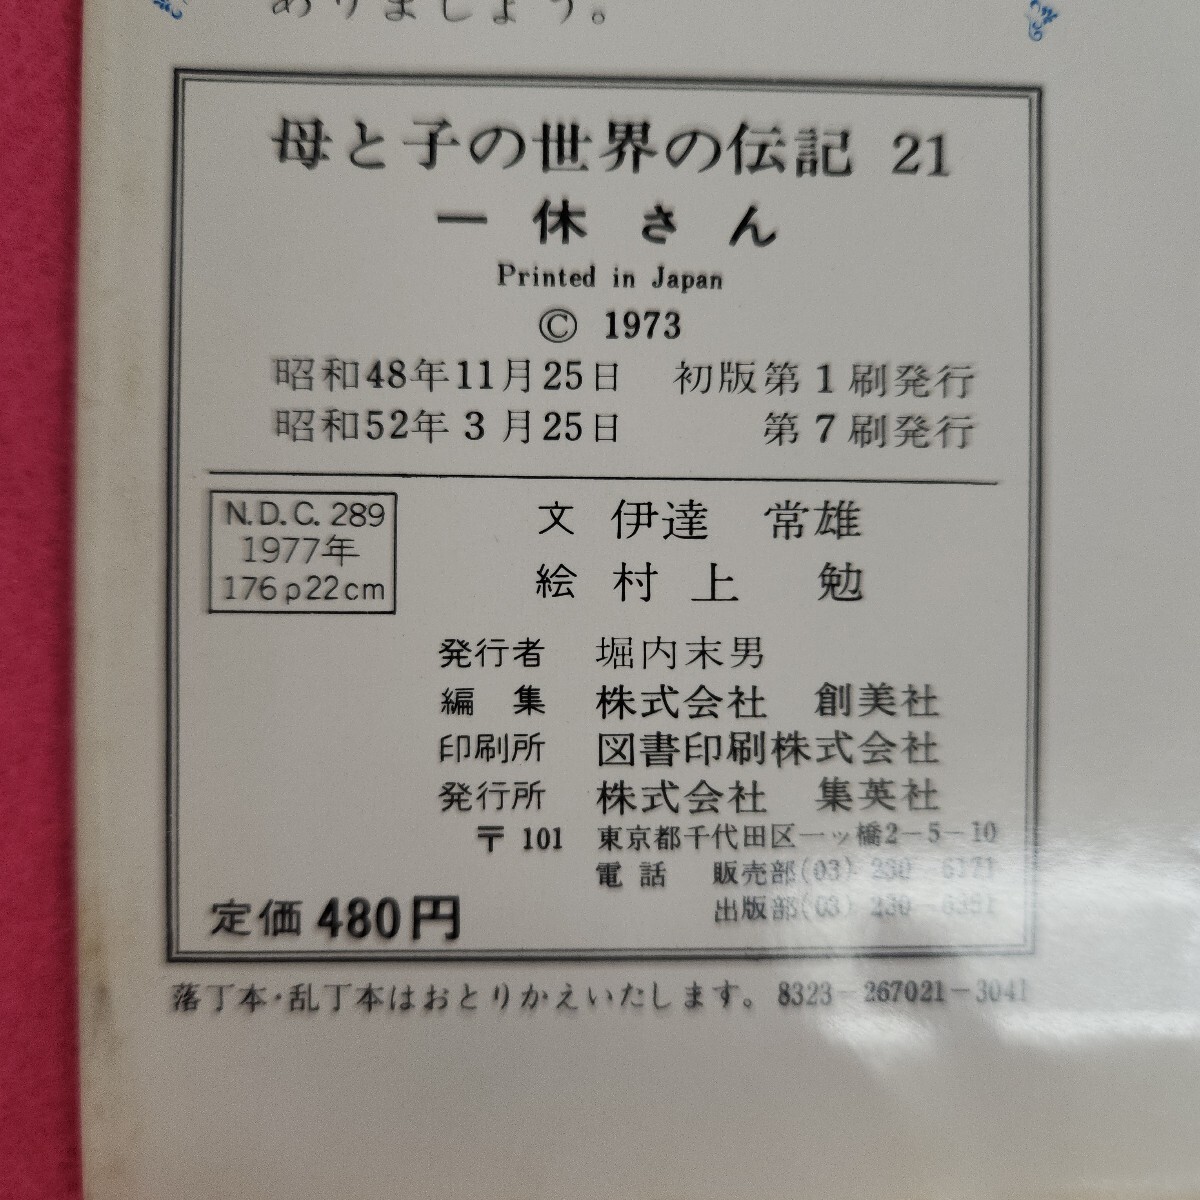 ありましょう。
母と子の世界の伝記 21
一休さん
Printed in Japan
© 1973
昭和48年11月25日 初版第1刷発行
昭和52年3月25日 第7刷発行
N.D.C. 289
1977年
176p22cm
文 伊達 常雄
絵 村上 勉
発行者 堀内末男
編集 株式会社 創美社
印刷所 図書印刷株式会社
発行所 株式会社 集英社
〒101 東京都千代田区一ッ橋2-5-10
電話 販売部(03) 230-6171
出版部(03) 230-
定価 480円
落丁本・乱丁本はおとりかえいたします。8323-267021-3041